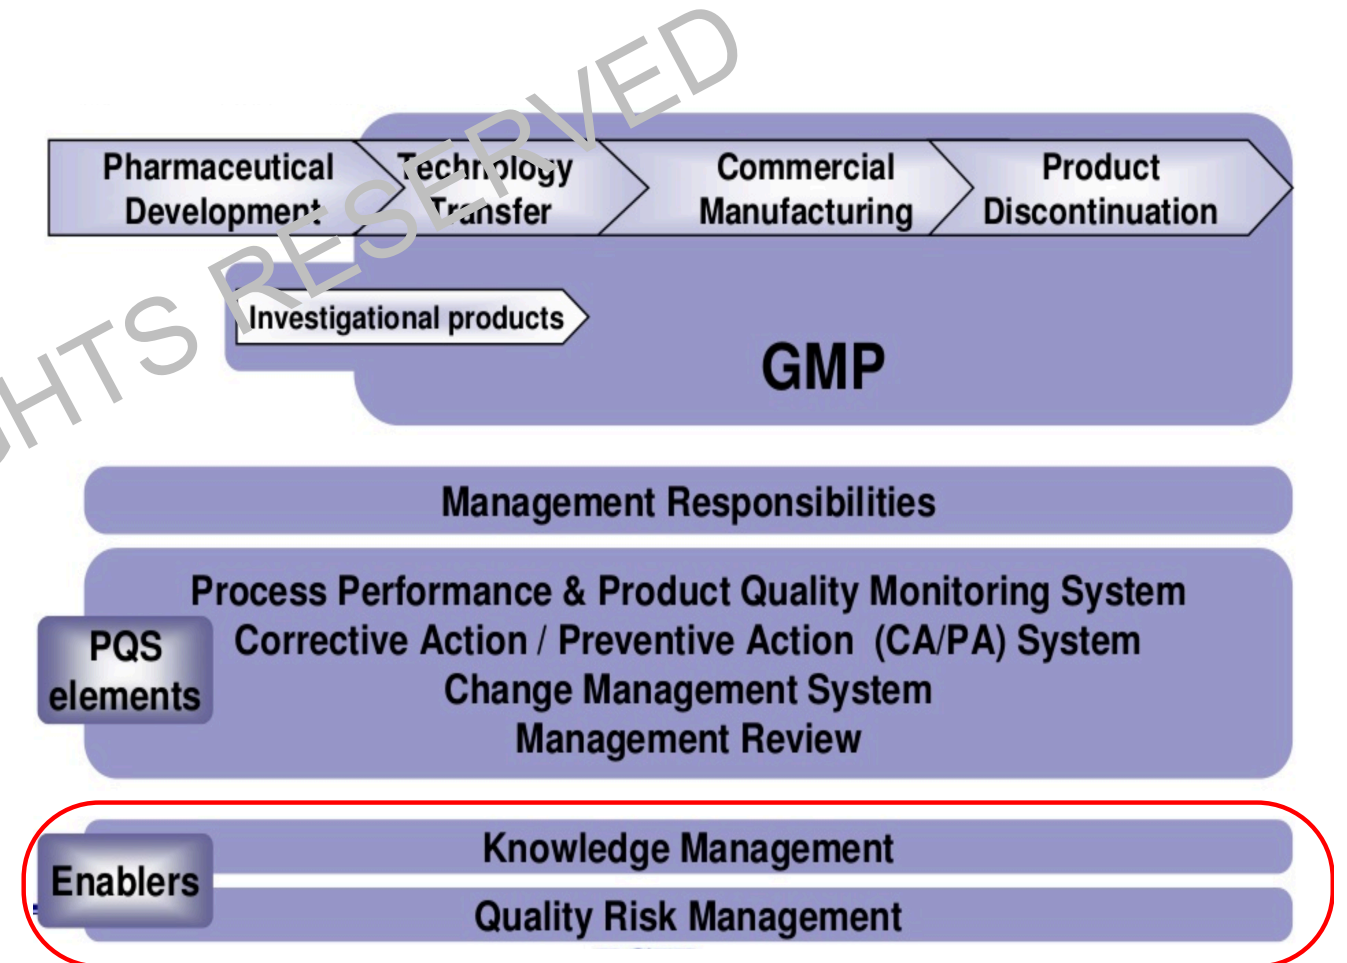 HTS RESERVED
Pharmaceutical
Development
Technology
Transfer
Commercial
Manufacturing
Product
Discontinuation
Investigational products
GMP
Management Responsibilities
Process Performance & Product Quality Monitoring System
Corrective Action / Preventive Action (CA/PA) System
Change Management System
Management Review
PQS
elements
Knowledge Management
Enablers
Quality Risk Management